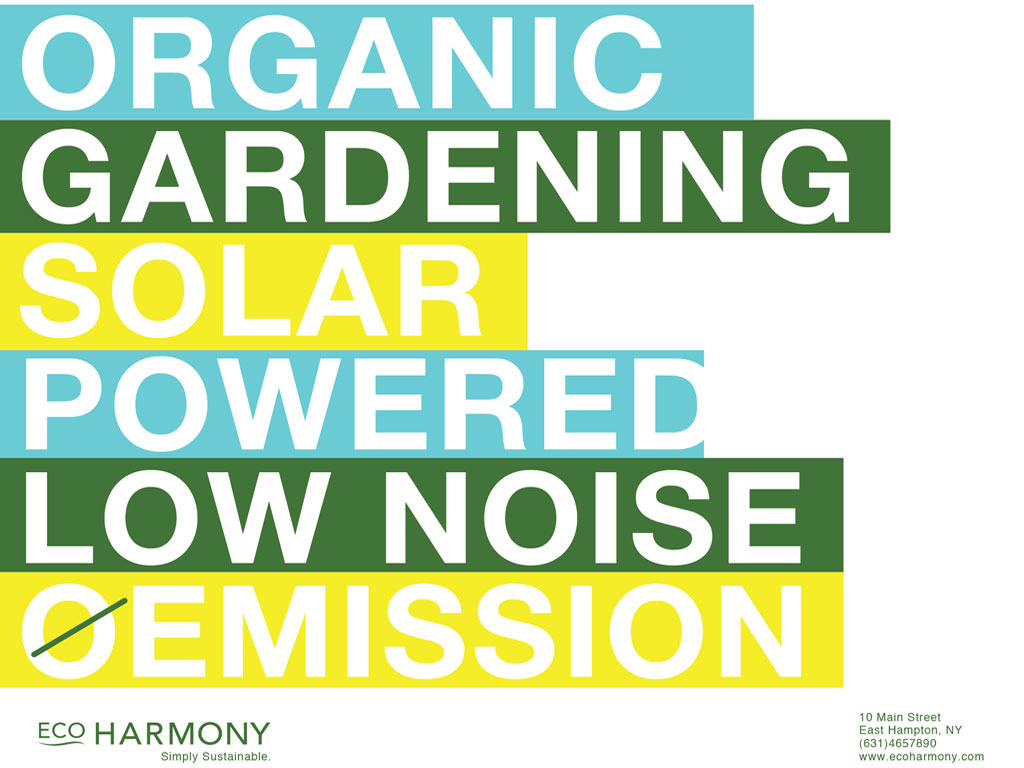 ORGANIC
GARDENING
SOLAR
POWERED
LOW NOISE
ØEMISSION
ECO HARMONY
Simply Sustainable.
10 Main Street
East Hampton, NY
(631)4657890
www.ecoharmony.com